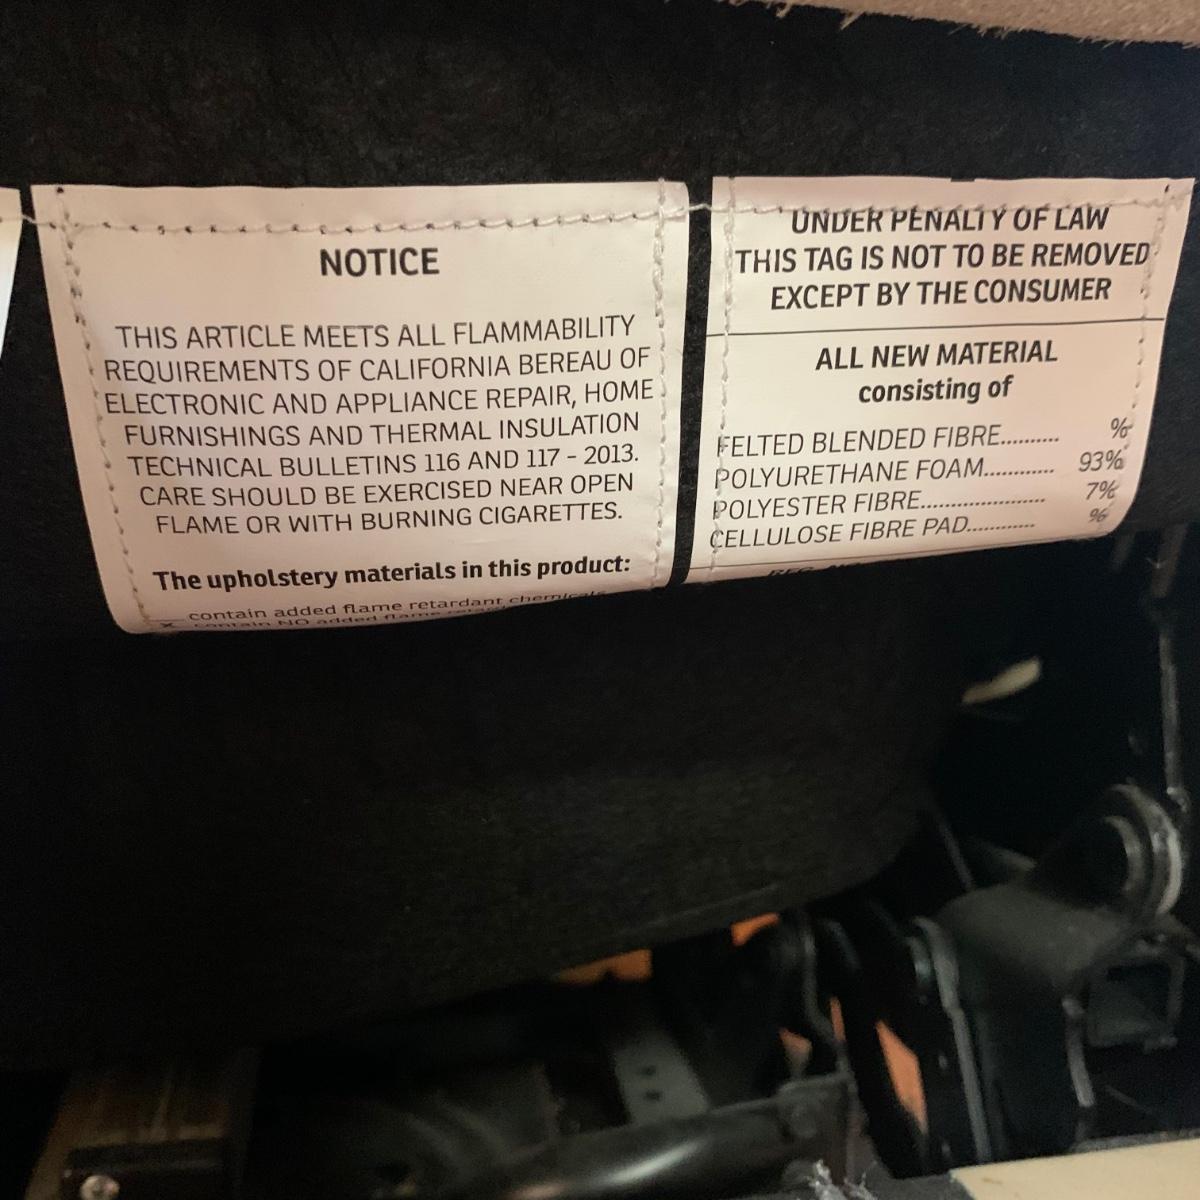 NOTICE
THIS ARTICLE MEETS ALL FLAMMABILITY
REQUIREMENTS OF CALIFORNIA BEREAU OF
ELECTRONIC AND APPLIANCE REPAIR, HOME
FURNISHINGS AND THERMAL INSULATION
TECHNICAL BULLETINS 116 AND 117 - 2013.
CARE SHOULD BE EXERCISED NEAR OPEN
FLAME OR WITH BURNING CIGARETTES.
The upholstery materials in this product:
contain added flame retardant chemicals
X contain NO added flame
UNDER PENALTY OF LAW
THIS TAG IS NOT TO BE REMOVED
EXCEPT BY THE CONSUMER
ALL NEW MATERIAL
consisting of
FELTED BLENDED FIBRE.......... %
POLYURETHANE FOAM............ 93%
POLYESTER FIBRE..................... 7%
CELLULOSE FIBRE PAD............ %